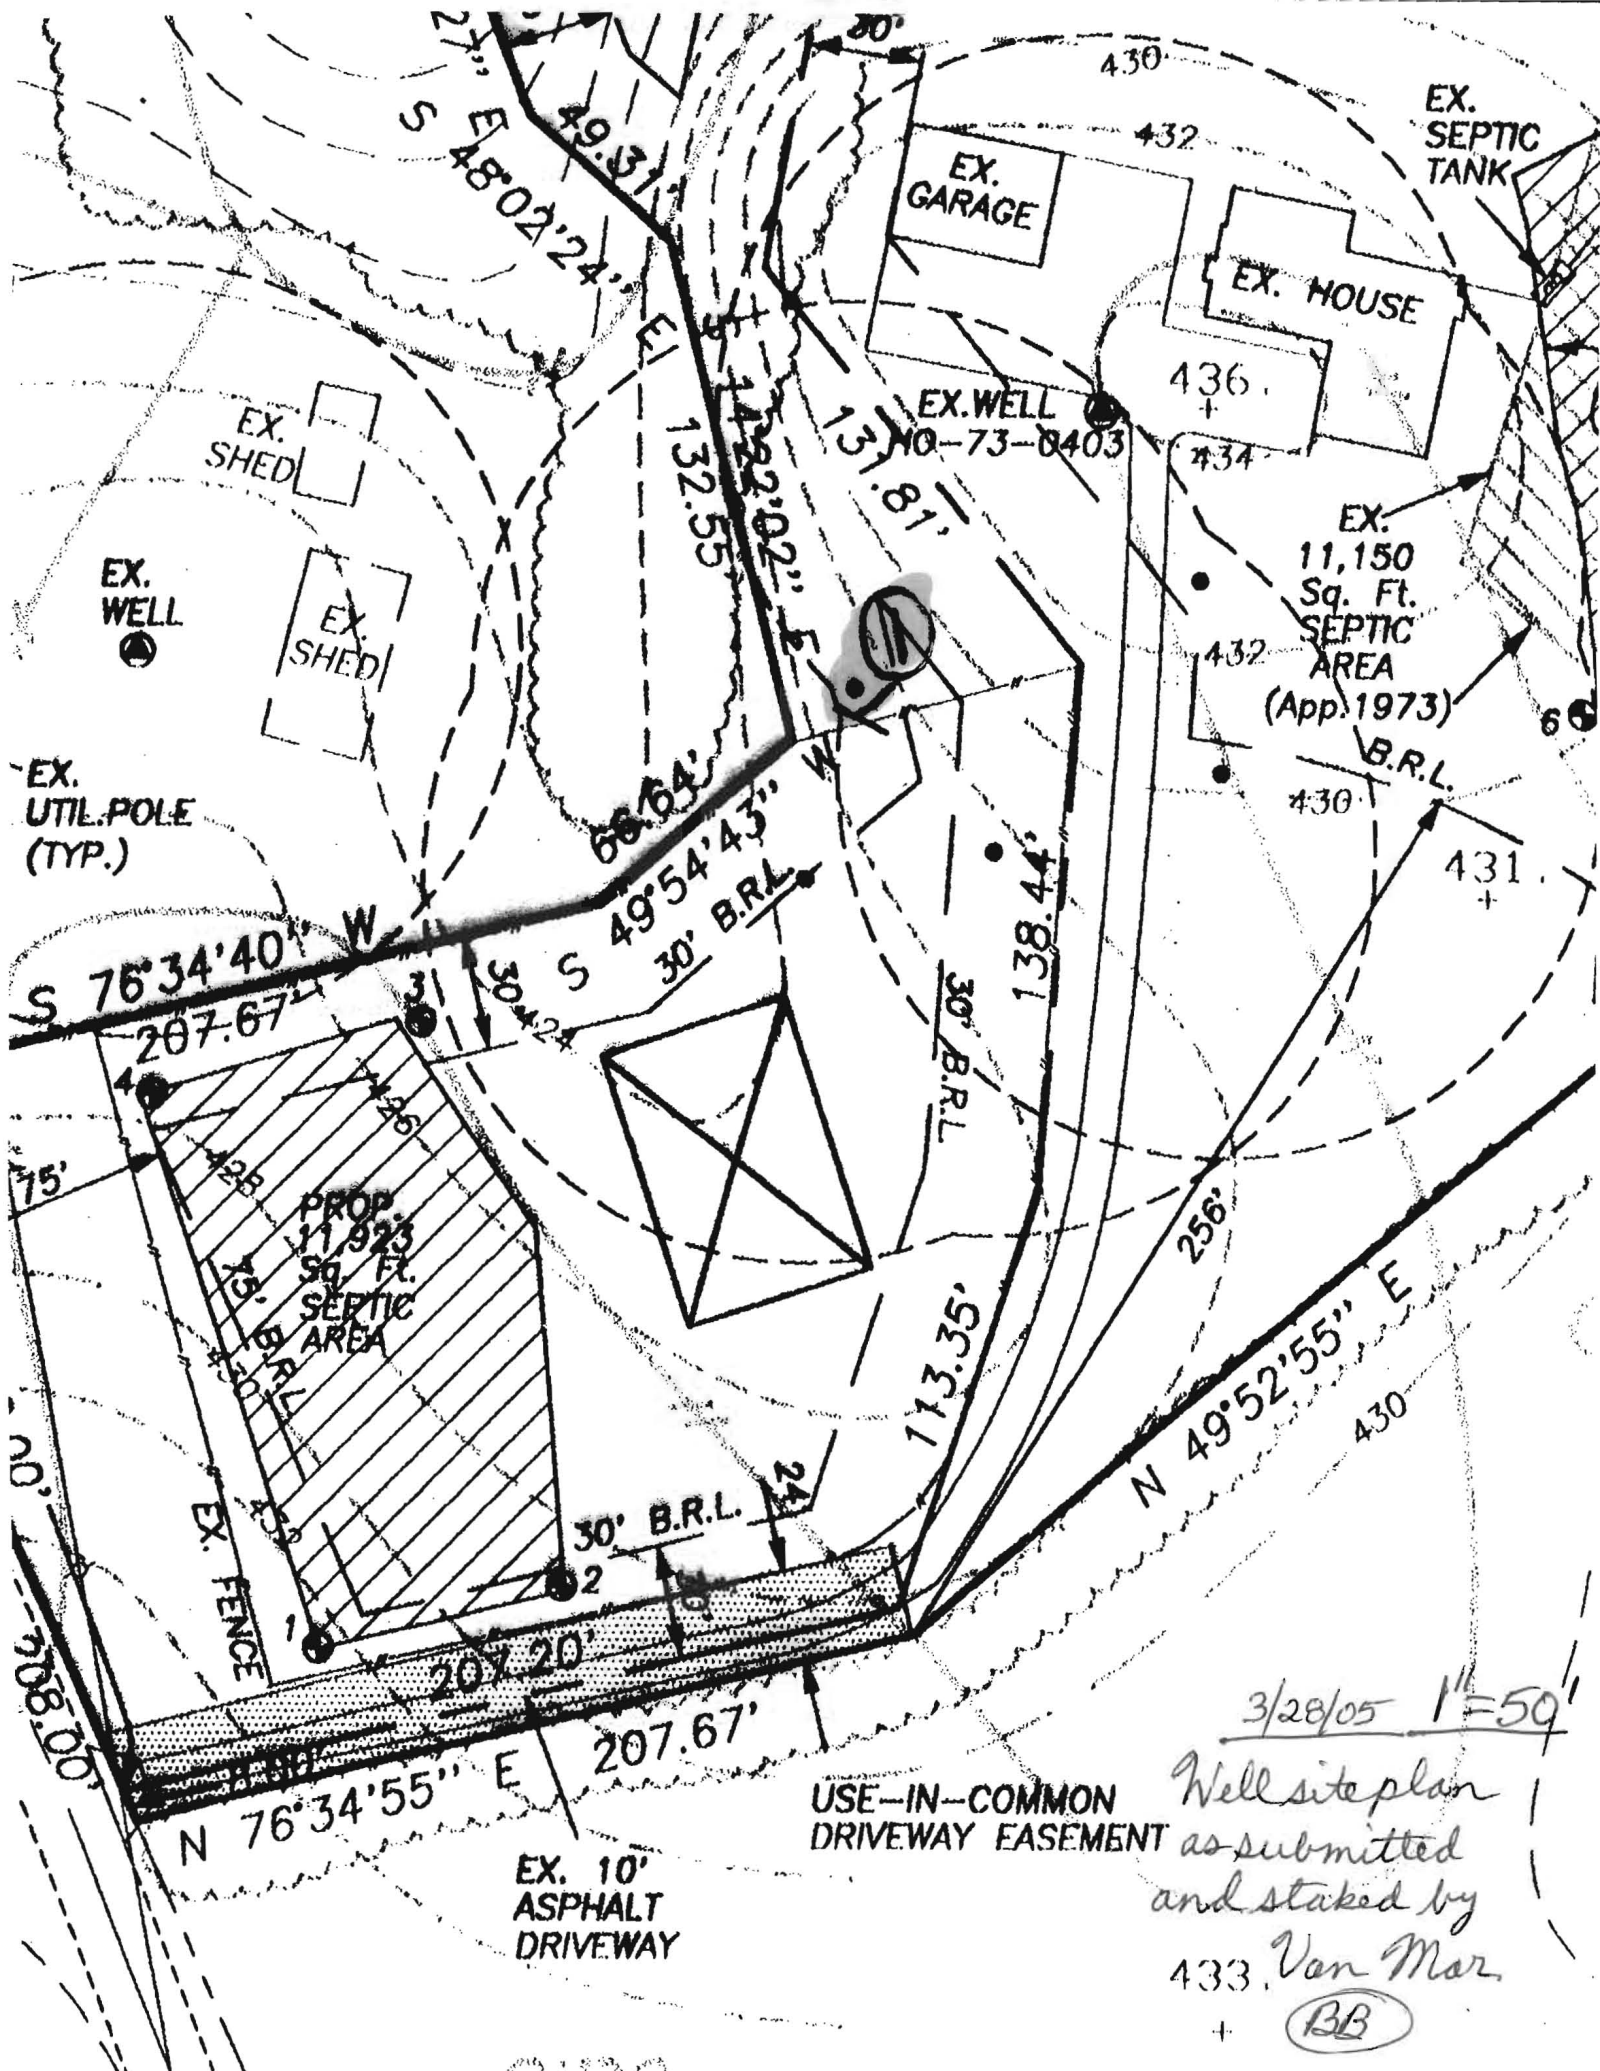 27" E
49.31'
S 48°02'24" E
20'
430
432
EX.
SEPTIC
TANK
EX.
GARAGE
EX. HOUSE
436.
+
EX. WELL
HO-73-0403
434
132.55
22'02" E
EX.
SHED
EX.
SHED
EX.
WELL
EX.
11,150
Sq. Ft.
SEPTIC
AREA
(App. 1973)
432
6
B.R.L.
430
431.
+
EX.
UTIL.POLE
(TYP.)
66.64'
S 49°54'43" W
30' B.R.L.
138.44'
S 76°34'40" W
207.67'
30'
424
30' B.R.L
3
4
426
428
75'
PROP.
11,923
Sq. Ft.
SEPTIC
AREA
75' B.R.L
430
432
256'
113.35'
N 49°52'55" E
430
24'
30' B.R.L.
30'
2
1
EX. FENCE
00'
308.00'
207.20'
N 76°34'55" E
207.67'
USE-IN-COMMON
DRIVEWAY EASEMENT
EX. 10'
ASPHALT
DRIVEWAY
3/28/05 1"=50'
Well site plan
as submitted
and staked by
Van Mar
BB
433.
+